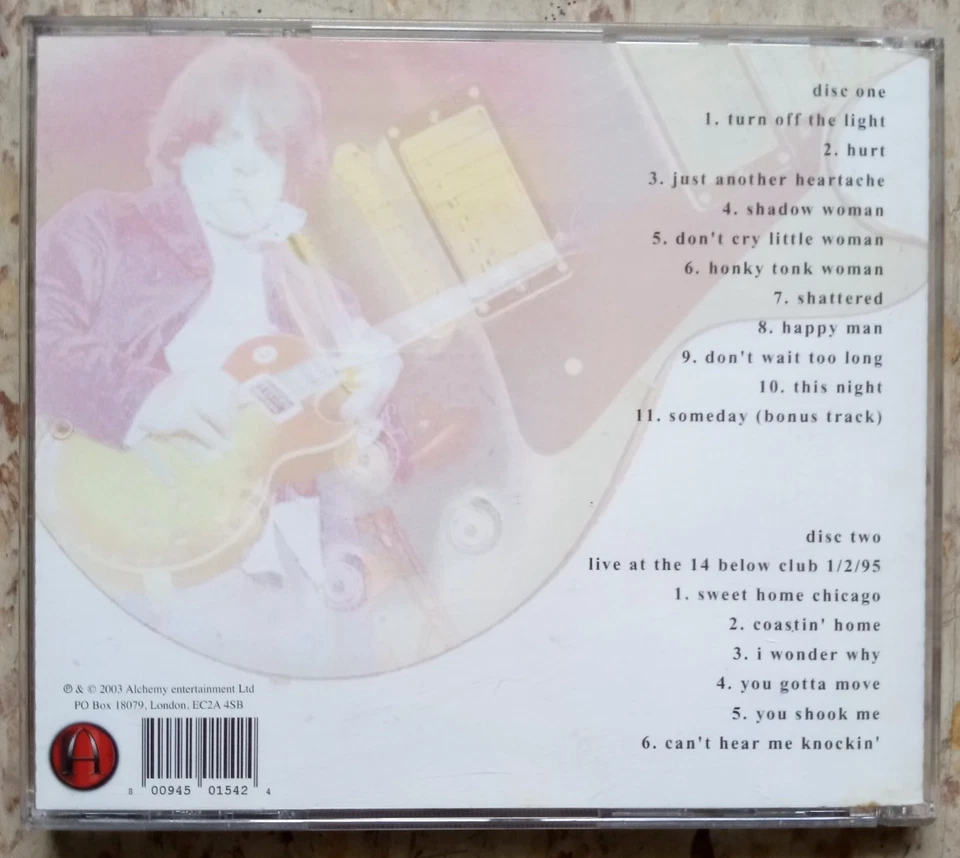 disc one
1. turn off the light
2. hurt
3. just another heartache
4. shadow woman
5. don't cry little woman
6. honky tonk woman
7. shattered
8. happy man
9. don't wait too long
10. this night
11. someday (bonus track)
disc two
live at the 14 below club 1/2/95
1. sweet home chicago
2. coastin' home
3. i wonder why
4. you gotta move
5. you shook me
6. can't hear me knockin'
℗ & © 2003 Alchemy entertainment Ltd
PO Box 18079, London, EC2A 4SB
A
8 00945 01542 4